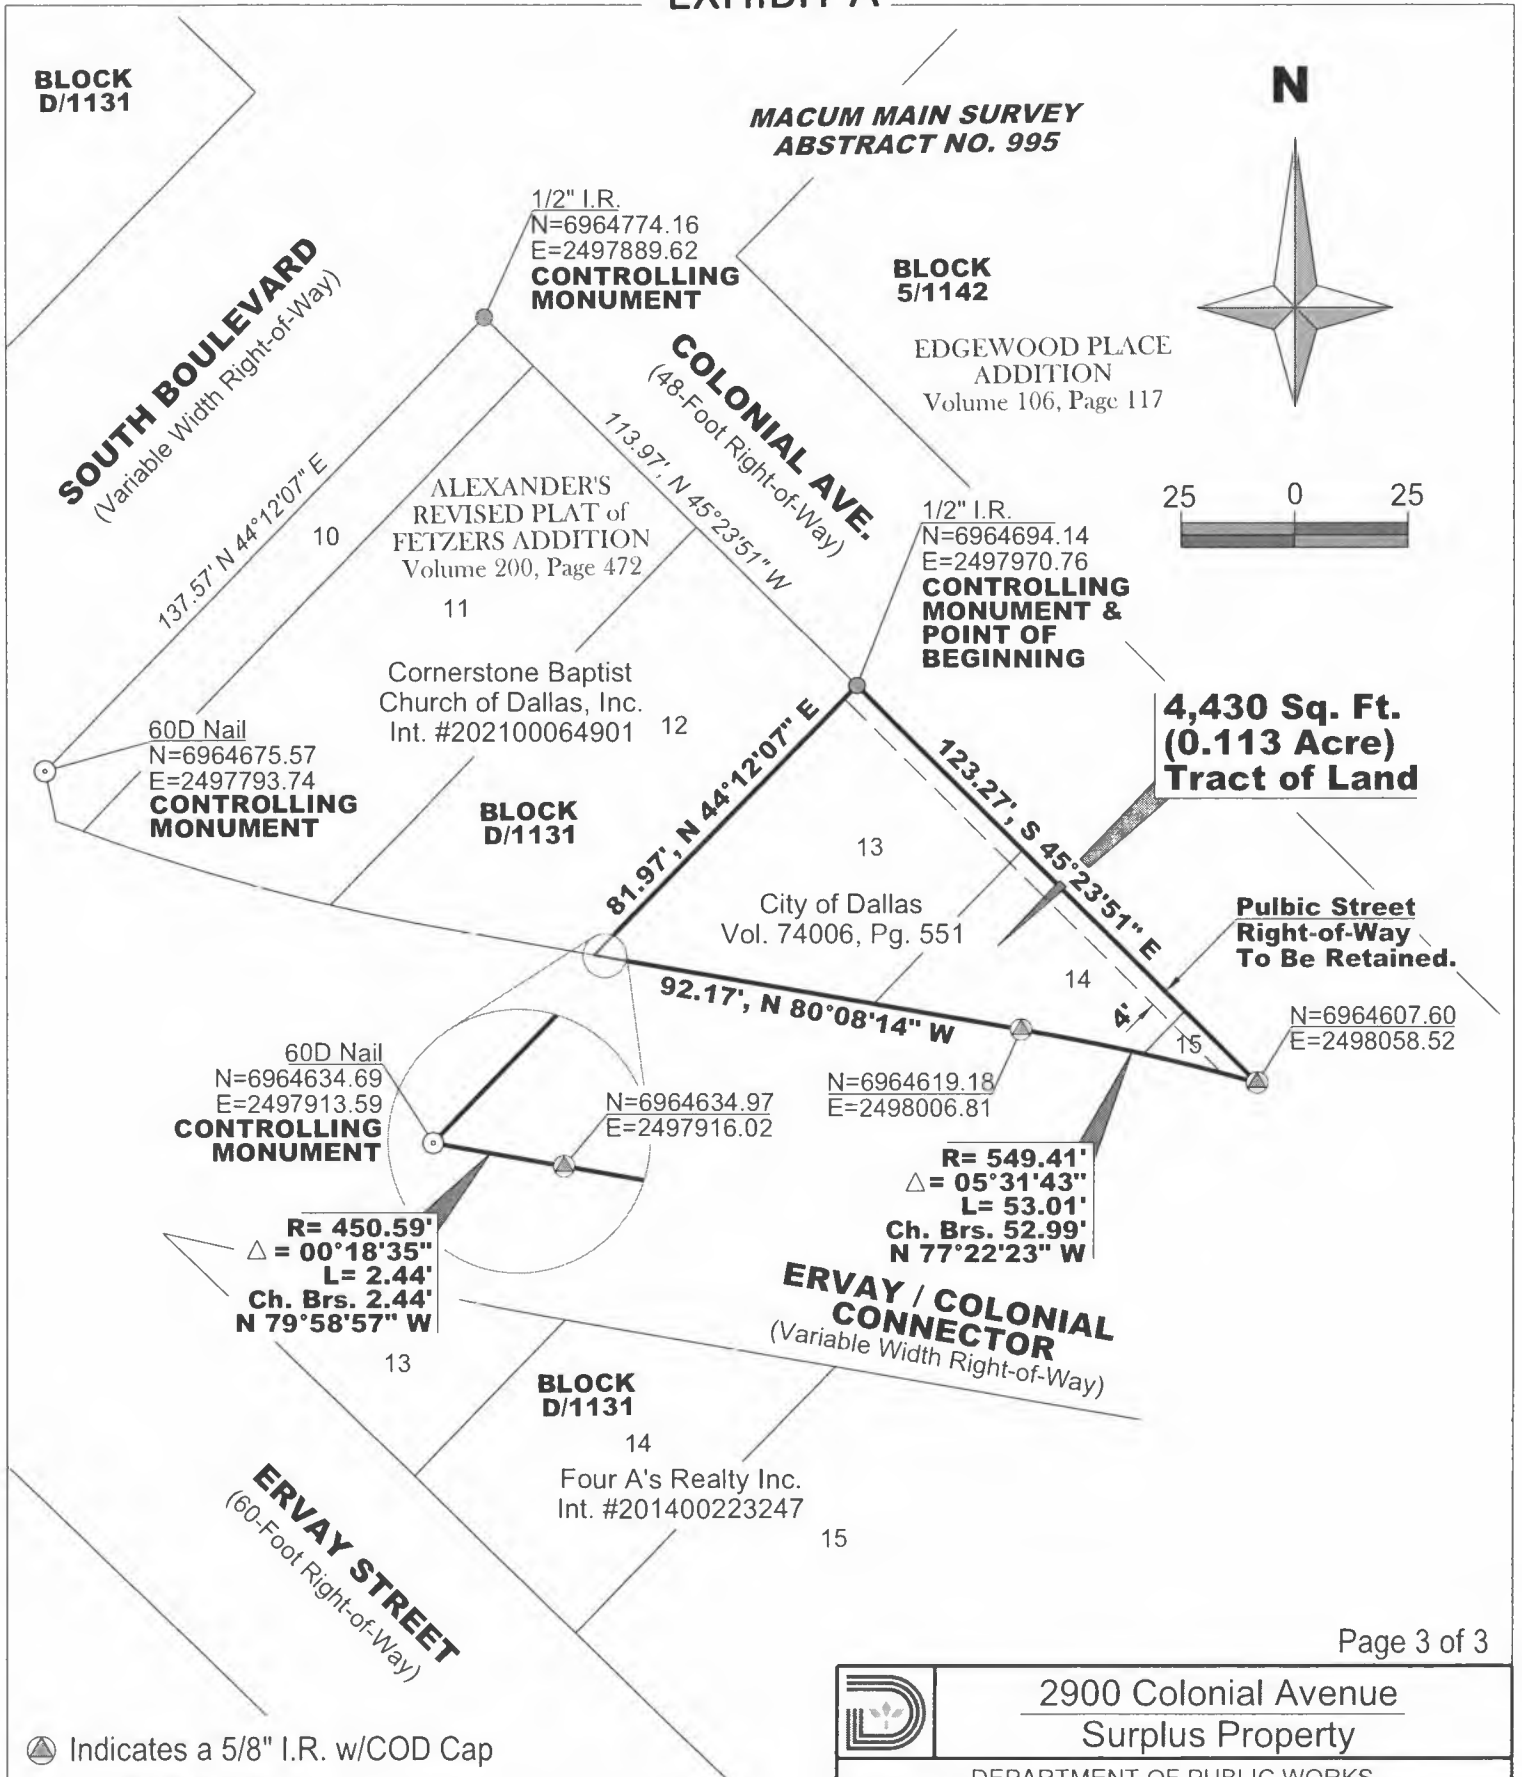 EXHIBIT A
BLOCK
D/1131
MACUM MAIN SURVEY
ABSTRACT NO. 995
N
1/2" I.R.
N=6964774.16
E=2497889.62
CONTROLLING
MONUMENT
BLOCK
5/1142
EDGEWOOD PLACE
ADDITION
Volume 106, Page 117
SOUTH BOULEVARD
(Variable Width Right-of-Way)
COLONIAL AVE.
(48-Foot Right-of-Way)
25 0 25
137.57' N 44°12'07" E
113.97', N 45°23'51" W
10
ALEXANDER'S
REVISED PLAT of
FETZERS ADDITION
Volume 200, Page 472
11
1/2" I.R.
N=6964694.14
E=2497970.76
CONTROLLING
MONUMENT &
POINT OF
BEGINNING
Cornerstone Baptist
Church of Dallas, Inc.
Int. #202100064901
12
4,430 Sq. Ft.
(0.113 Acre)
Tract of Land
60D Nail
N=6964675.57
E=2497793.74
CONTROLLING
MONUMENT
BLOCK
D/1131
81.97', N 44°12'07" E
123.27', S 45°23'51" E
13
City of Dallas
Vol. 74006, Pg. 551
Pulbic Street
Right-of-Way
To Be Retained.
14
92.17', N 80°08'14" W
4'
15
N=6964607.60
E=2498058.52
60D Nail
N=6964634.69
E=2497913.59
CONTROLLING
MONUMENT
N=6964634.97
E=2497916.02
N=6964619.18
E=2498006.81
R= 549.41'
△= 05°31'43"
L= 53.01'
Ch. Brs. 52.99'
N 77°22'23" W
R= 450.59'
△ = 00°18'35"
L= 2.44'
Ch. Brs. 2.44'
N 79°58'57" W
ERVAY / COLONIAL
CONNECTOR
(Variable Width Right-of-Way)
13
BLOCK
D/1131
14
Four A's Realty Inc.
Int. #201400223247
15
ERVAY STREET
(60-Foot Right-of-Way)
Page 3 of 3
2900 Colonial Avenue
Surplus Property
DEPARTMENT OF PUBLIC WORKS
Indicates a 5/8" I.R. w/COD Cap